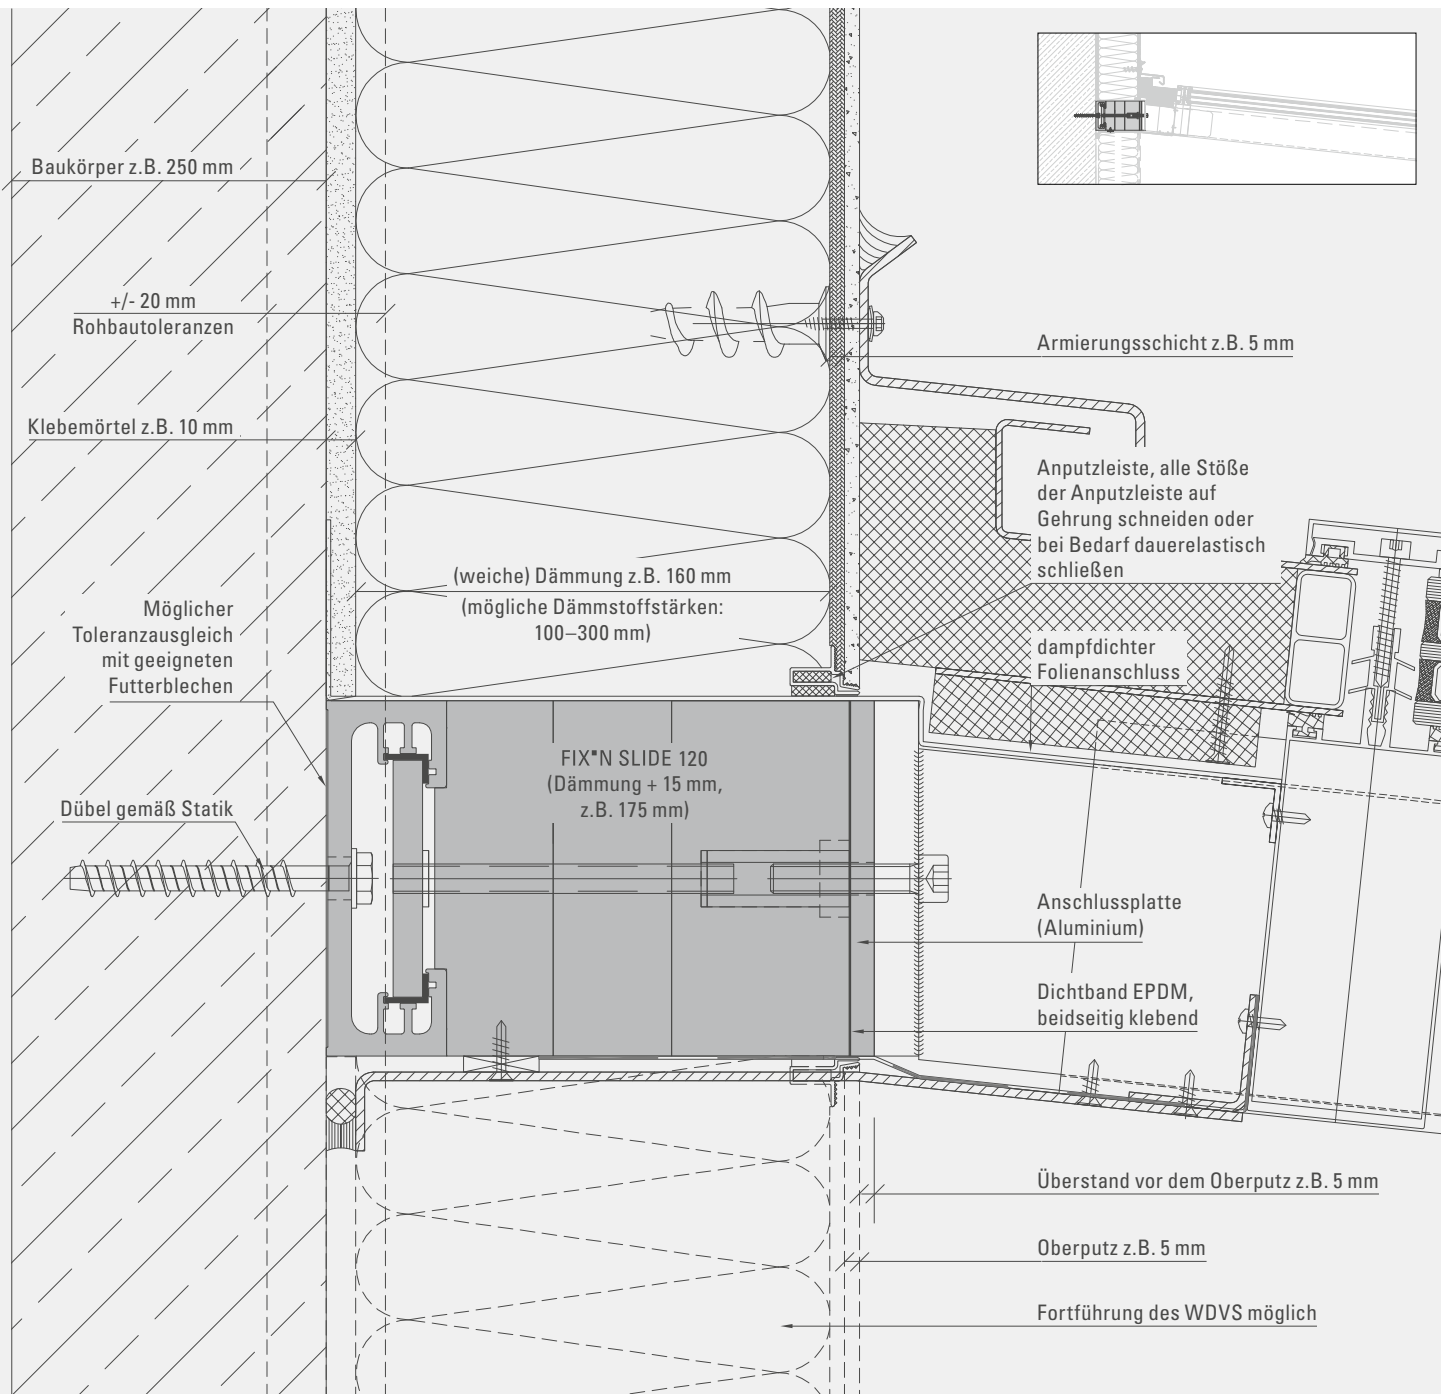 Baukörper z.B. 250 mm
+/- 20 mm
Rohbautoleranzen
Armierungsschicht z.B. 5 mm
Klebemörtel z.B. 10 mm
Anputzleiste, alle Stöße
der Anputzleiste auf
Gehrung schneiden oder
bei Bedarf dauerelastisch
schließen
(weiche) Dämmung z.B. 160 mm
(mögliche Dämmstoffstärken:
100–300 mm)
Möglicher
Toleranzausgleich
mit geeigneten
Futterblechen
dampfdichter
Folienanschluss
FIX■N SLIDE 120
(Dämmung + 15 mm,
z.B. 175 mm)
Dübel gemäß Statik
Anschlussplatte
(Aluminium)
Dichtband EPDM,
beidseitig klebend
Überstand vor dem Oberputz z.B. 5 mm
Oberputz z.B. 5 mm
Fortführung des WDVS möglich